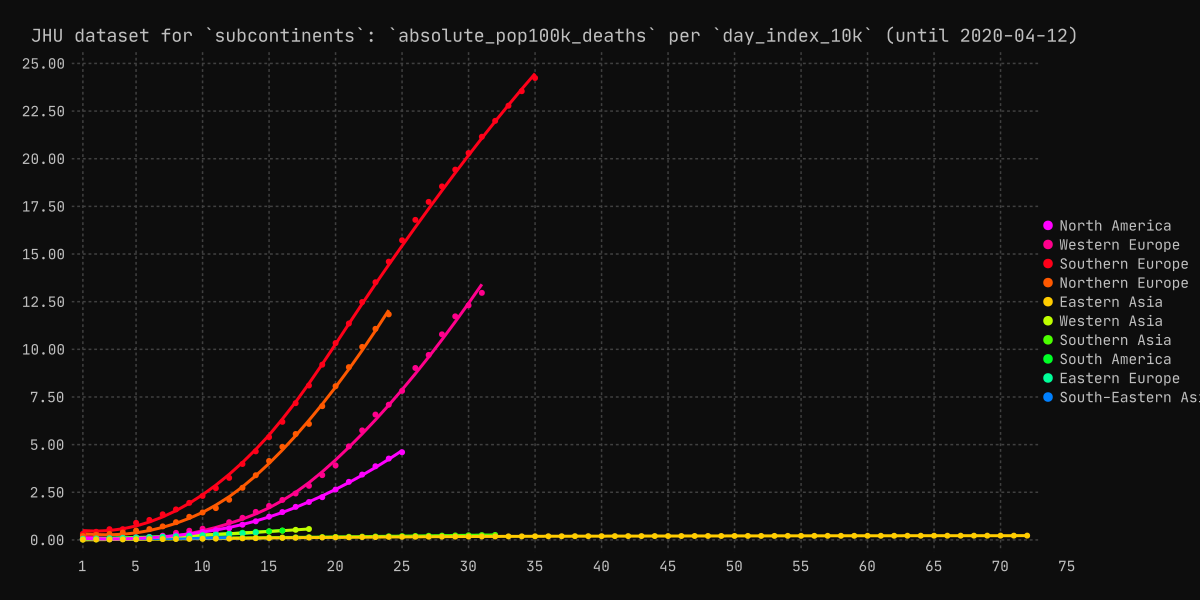 JHU dataset for `subcontinents`: `absolute_pop100k_deaths` per `day_index_10k` (until 2020-04-12)
25.00
22.50
20.00
17.50
15.00
12.50
10.00
7.50
5.00
2.50
0.00
1 5 10 15 20 25 30 35 40 45 50 55 60 65 70 75
North America
Western Europe
Southern Europe
Northern Europe
Eastern Asia
Western Asia
Southern Asia
South America
Eastern Europe
South-Eastern Asi